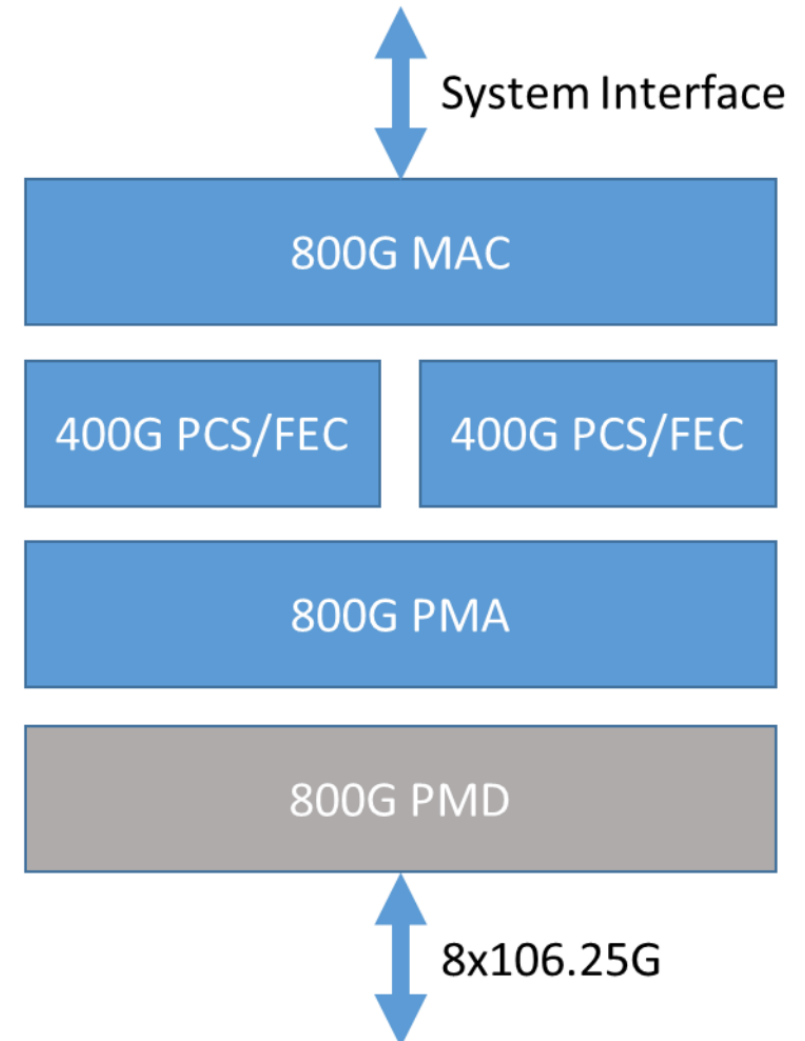 System Interface
800G MAC
400G PCS/FEC
400G PCS/FEC
800G PMA
800G PMD
8x106.25G